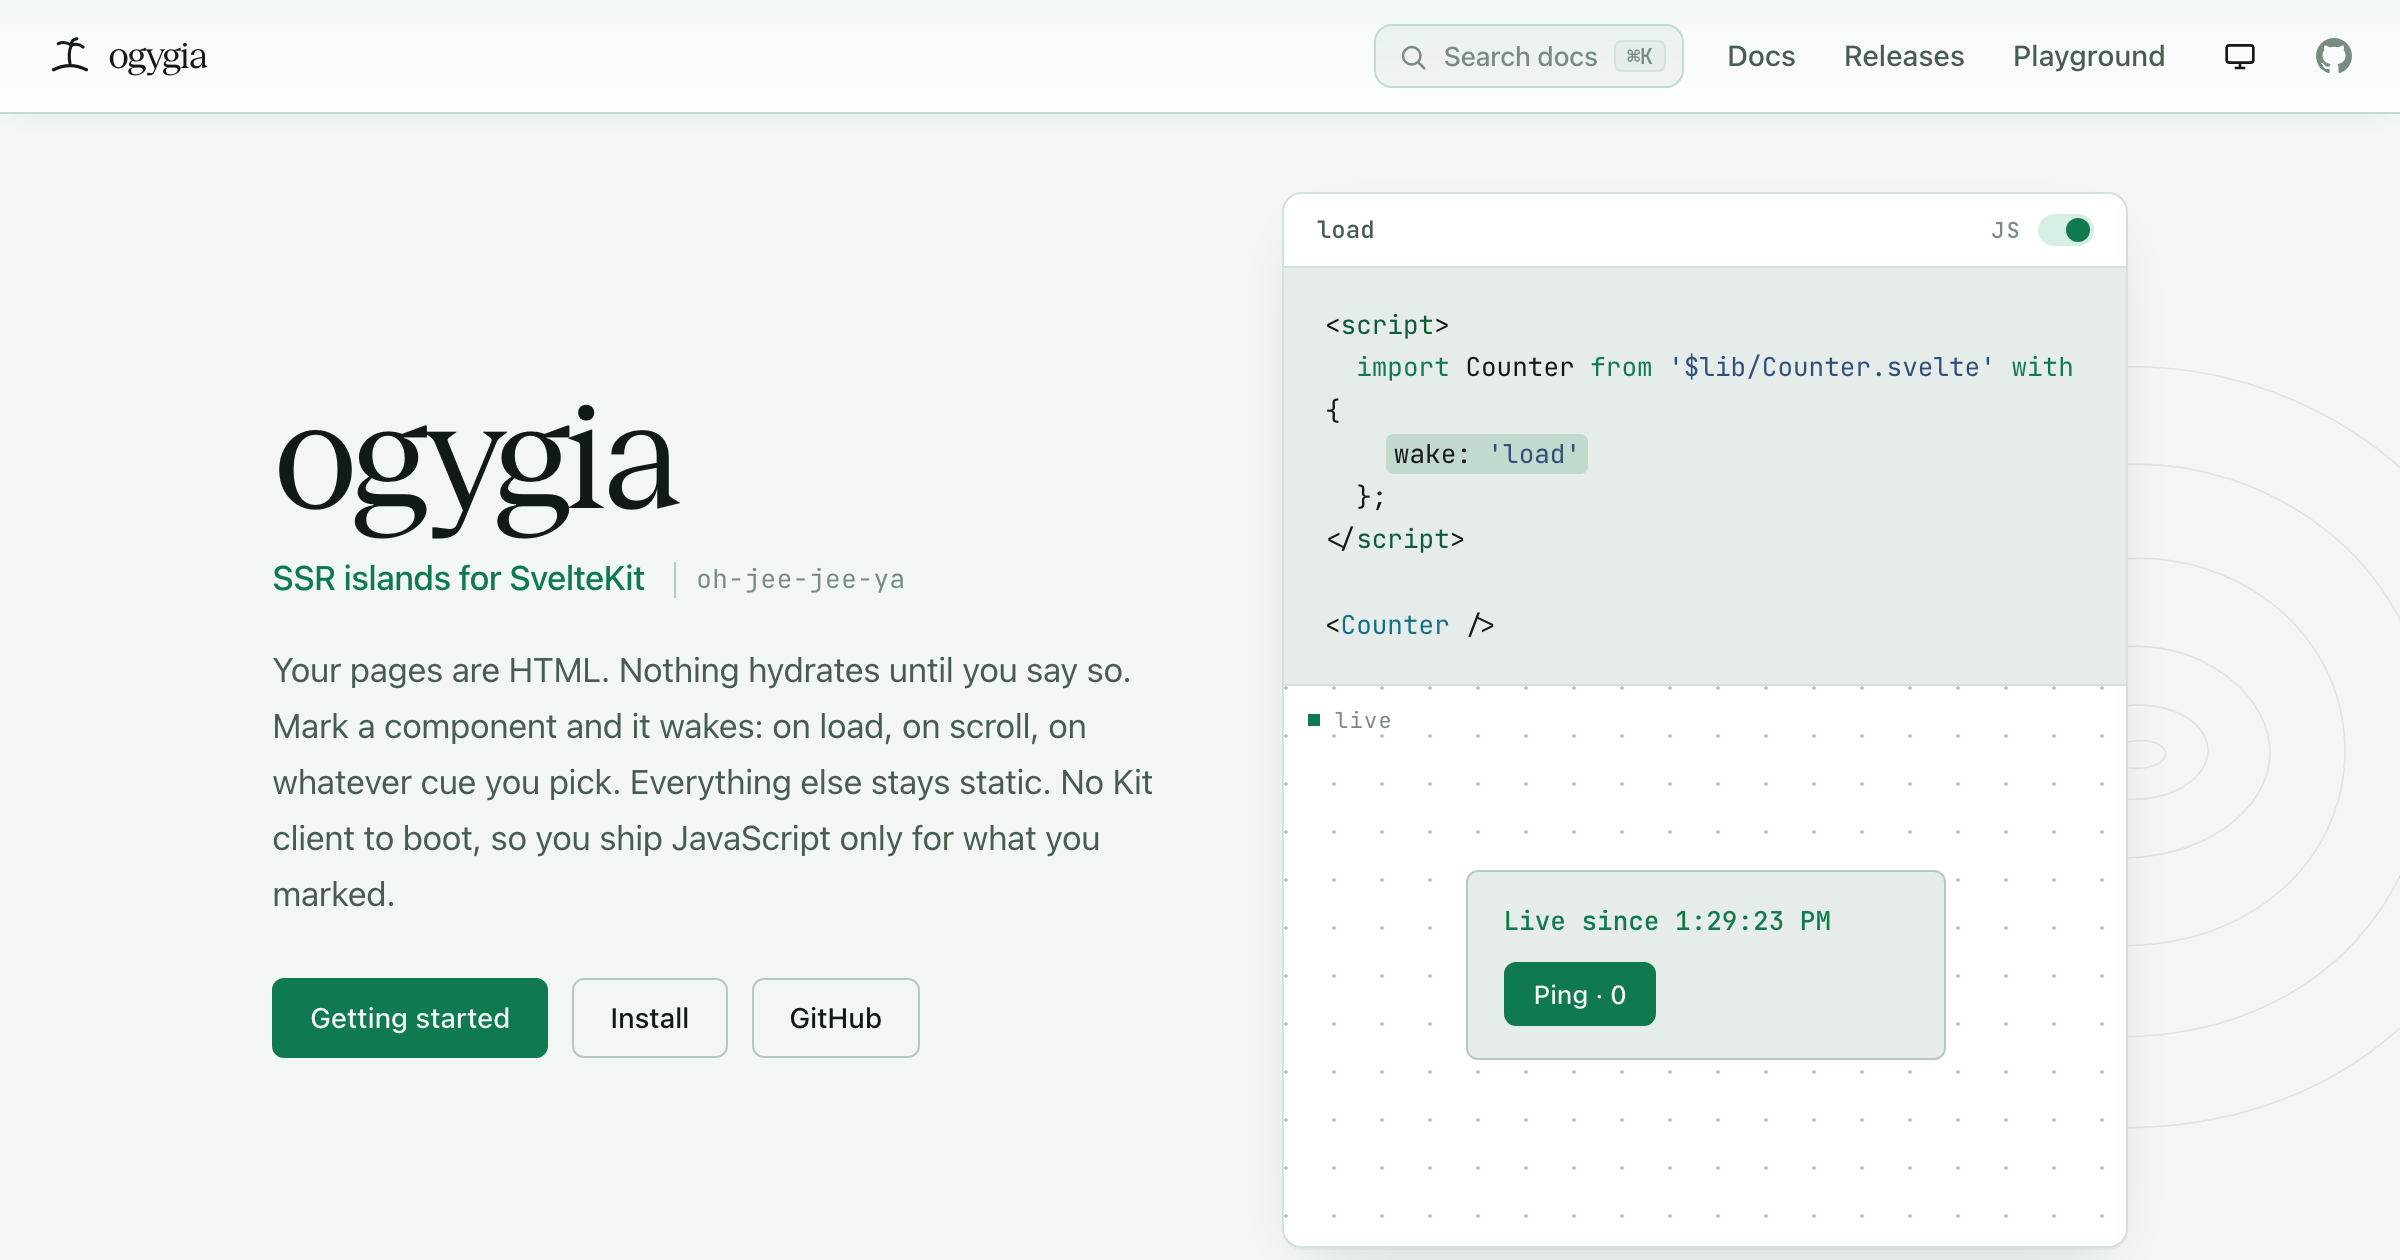 ogygia
Search docs ⌘K
Docs
Releases
Playground
ogygia
SSR islands for SvelteKit
oh-jee-jee-ya
Your pages are HTML. Nothing hydrates until you say so.
Mark a component and it wakes: on load, on scroll, on
whatever cue you pick. Everything else stays static. No Kit
client to boot, so you ship JavaScript only for what you
marked.
Getting started
Install
GitHub
load
JS
<script>
  import Counter from '$lib/Counter.svelte' with
{
    wake: 'load'
  };
</script>
<Counter />
live
Live since 1:29:23 PM
Ping · 0